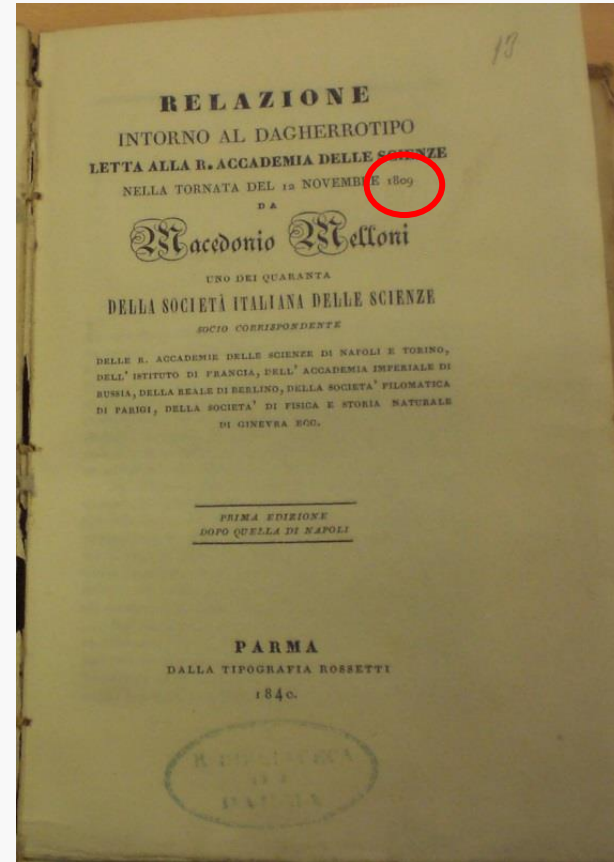 13
RELAZIONE
INTORNO AL DAGHERROTIPO
LETTA ALLA R. ACCADEMIA DELLE SCIENZE
NELLA TORNATA DEL 12 NOVEMBRE 1809
DA
Macedonio Melloni
UNO DEI QUARANTA
DELLA SOCIETÀ ITALIANA DELLE SCIENZE
SOCIO CORRISPONDENTE
DELLE R. ACCADEMIE DELLE SCIENZE DI NAPOLI E TORINO,
DELL' ISTITUTO DI FRANCIA, DELL' ACCADEMIA IMPERIALE DI
RUSSIA, DELLA REALE DI BERLINO, DELLA SOCIETA' FILOMATICA
DI PARIGI, DELLA SOCIETA' DI FISICA E STORIA NATURALE
DI GINEVRA ECC.
PRIMA EDIZIONE
DOPO QUELLA DI NAPOLI
PARMA
DALLA TIPOGRAFIA ROSSETTI
1840.